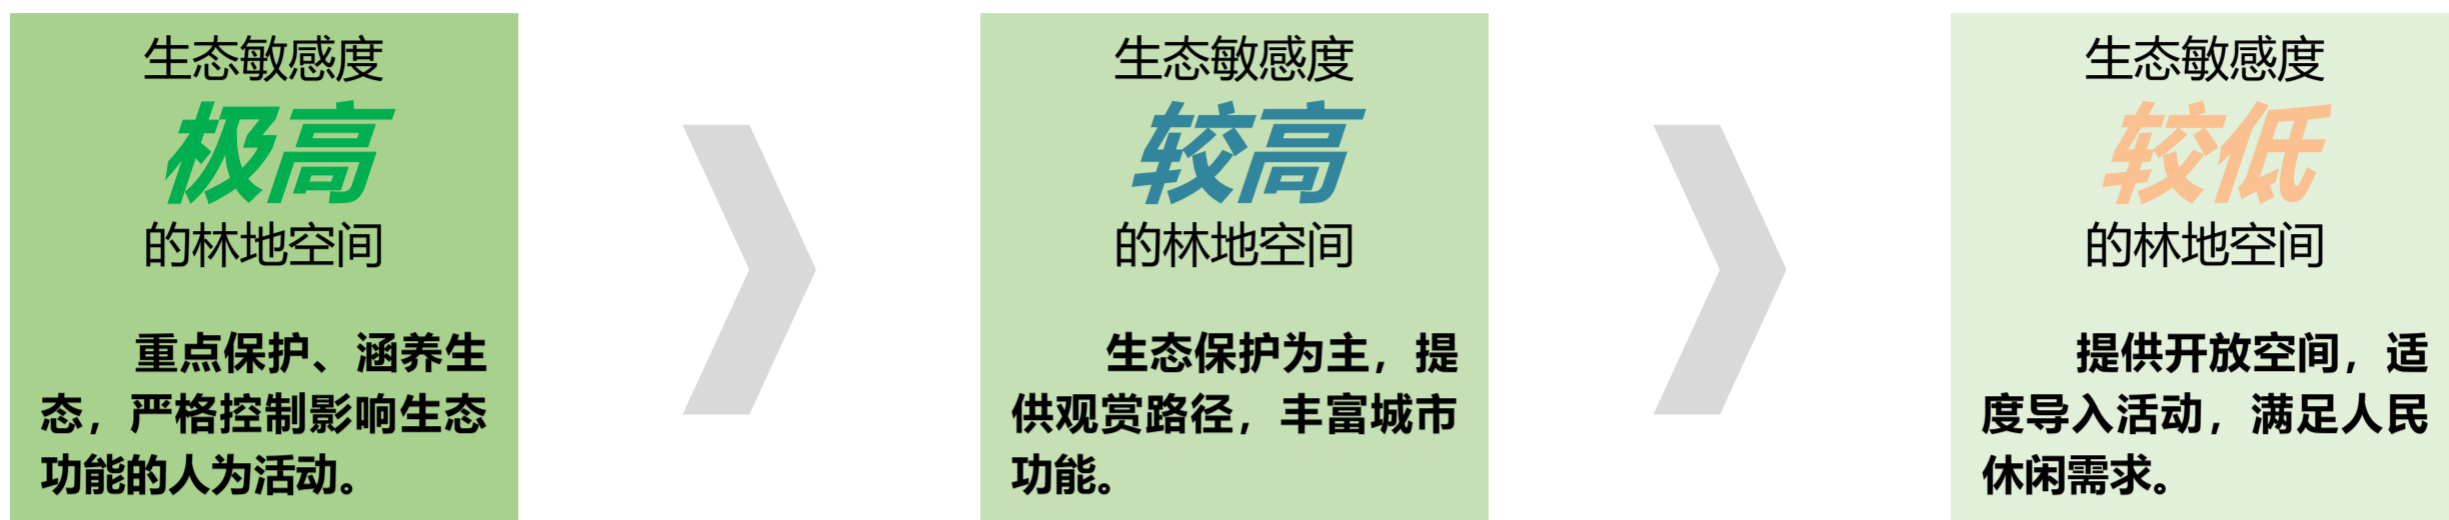 生态敏感度
极高
的林地空间
重点保护、涵养生
态，严格控制影响生态
功能的人为活动。
生态敏感度
较高
的林地空间
生态保护为主，提
供观赏路径，丰富城市
功能。
生态敏感度
较低
的林地空间
提供开放空间，适
度导入活动，满足人民
休闲需求。